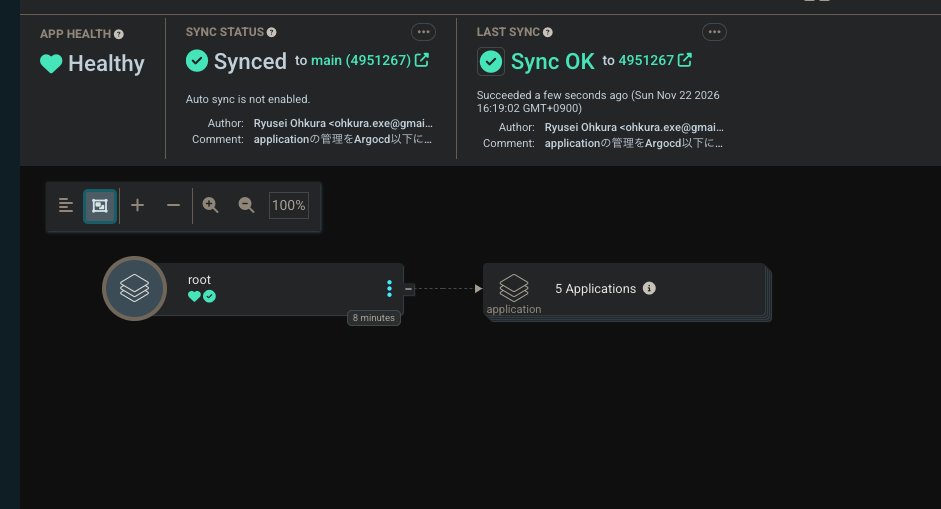 APP HEALTH
Healthy
SYNC STATUS
Synced to main (4951267)
Auto sync is not enabled.
Author: Ryusei Ohkura <ohkura.exe@gmai...
Comment: applicationの管理をArgocd以下に...
LAST SYNC
Sync OK to 4951267
Succeeded a few seconds ago (Sun Nov 22 2026
16:19:02 GMT+0900)
Author: Ryusei Ohkura <ohkura.exe@gmai...
Comment: applicationの管理をArgocd以下に...
100%
root
8 minutes
5 Applications
application